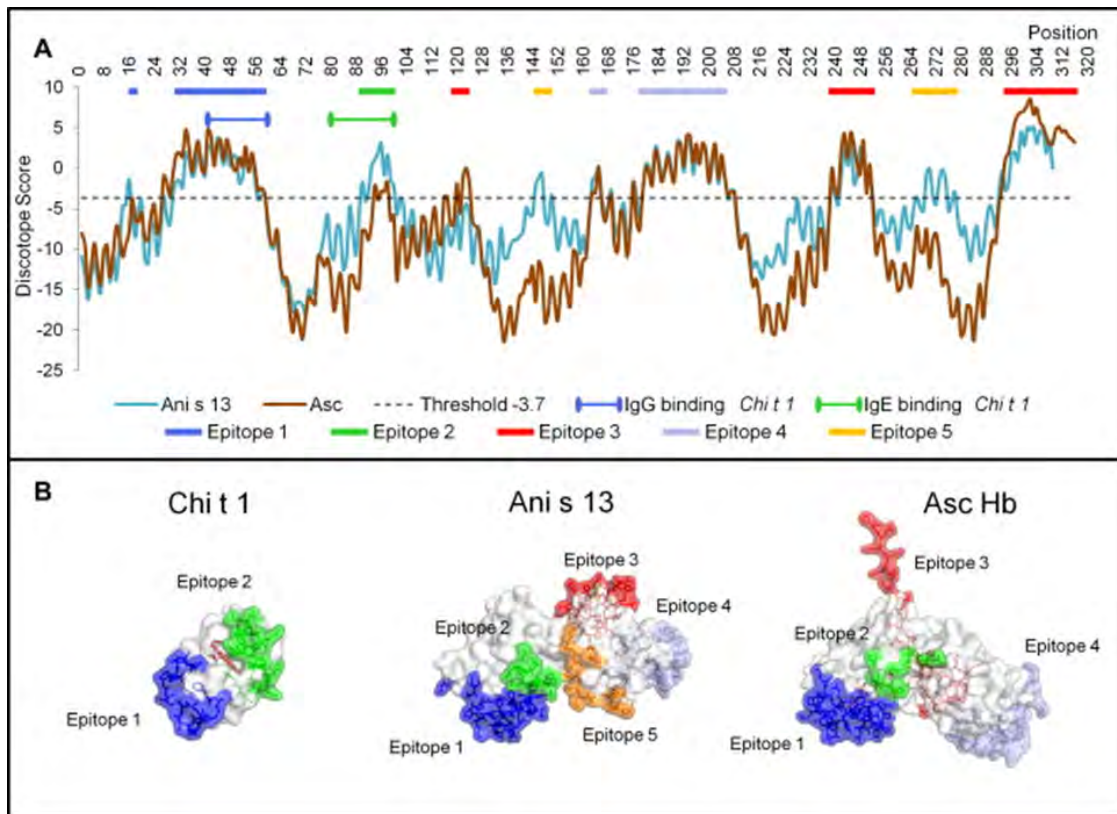 A
Position
0 8 16 24 32 40 48 56 64 72 80 88 96 104 112 120 128 136 144 152 160 168 176 184 192 200 208 216 224 232 240 248 256 264 272 280 288 296 304 312 320
10
5
0
-5
-10
-15
-20
-25
Discotope Score
Ani s 13 Asc Threshold -3.7 IgG binding Chi t 1 IgE binding Chi t 1
Epitope 1 Epitope 2 Epitope 3 Epitope 4 Epitope 5
B
Chi t 1 Ani s 13 Asc Hb
Epitope 2
Epitope 1
Epitope 3
Epitope 4
Epitope 2
Epitope 1
Epitope 5
Epitope 3
Epitope 2
Epitope 4
Epitope 1